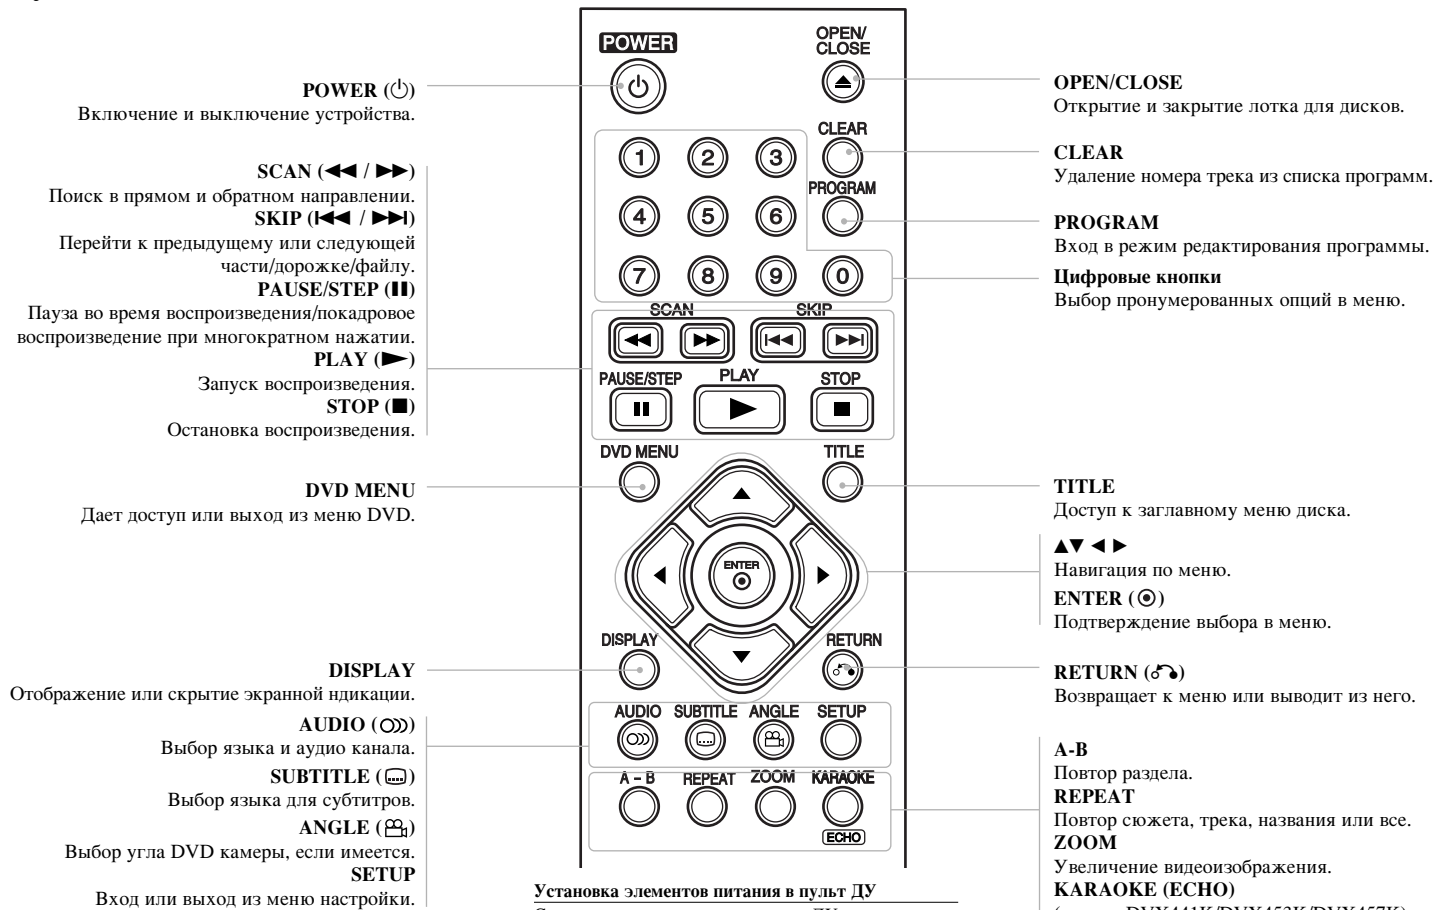 POWER (⏻)
Включение и выключение устройства.
SCAN (◀◀ / ▶▶)
Поиск в прямом и обратном направлении.
SKIP (I◀◀ / ▶▶I)
Перейти к предыдущему или следующей
части/дорожке/файлу.
PAUSE/STEP (II)
Пауза во время воспроизведения/покадровое
воспроизведение при многократном нажатии.
PLAY (▶)
Запуск воспроизведения.
STOP (■)
Остановка воспроизведения.
DVD MENU
Дает доступ или выход из меню DVD.
DISPLAY
Отображение или скрытие экранной ндикации.
AUDIO
Выбор языка и аудио канала.
SUBTITLE
Выбор языка для субтитров.
ANGLE
Выбор угла DVD камеры, если имеется.
SETUP
Вход или выход из меню настройки.
POWER
OPEN/
CLOSE
CLEAR
1 2 3
PROGRAM
4 5 6
7 8 9 0
SCAN SKIP
PAUSE/STEP PLAY STOP
DVD MENU TITLE
ENTER
DISPLAY RETURN
AUDIO SUBTITLE ANGLE SETUP
A – B REPEAT ZOOM KARAOKE
ECHO
Установка элементов питания в пульт ДУ
OPEN/CLOSE
Открытие и закрытие лотка для дисков.
CLEAR
Удаление номера трека из списка программ.
PROGRAM
Вход в режим редактирования программы.
Цифровые кнопки
Выбор пронумерованных опций в меню.
TITLE
Доступ к заглавному меню диска.
▲▼ ◀ ▶
Навигация по меню.
ENTER (◉)
Подтверждение выбора в меню.
RETURN
Возвращает к меню или выводит из него.
A-B
Повтор раздела.
REPEAT
Повтор сюжета, трека, названия или все.
ZOOM
Увеличение видеоизображения.
KARAOKE (ECHO)
DVX441K/DVX453K/DVX457K)